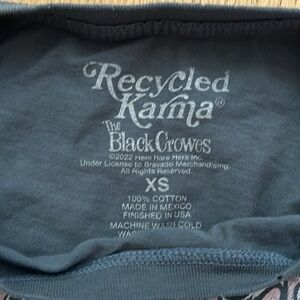 Recycled
Karma®
The
Black Crowes
©2022 Here Hare Here Inc.
Under License to Bravado Merchandising.
All Rights Reserved.
XS
100% COTTON
MADE IN MEXICO
FINISHED IN USA
MACHINE WASH COLD